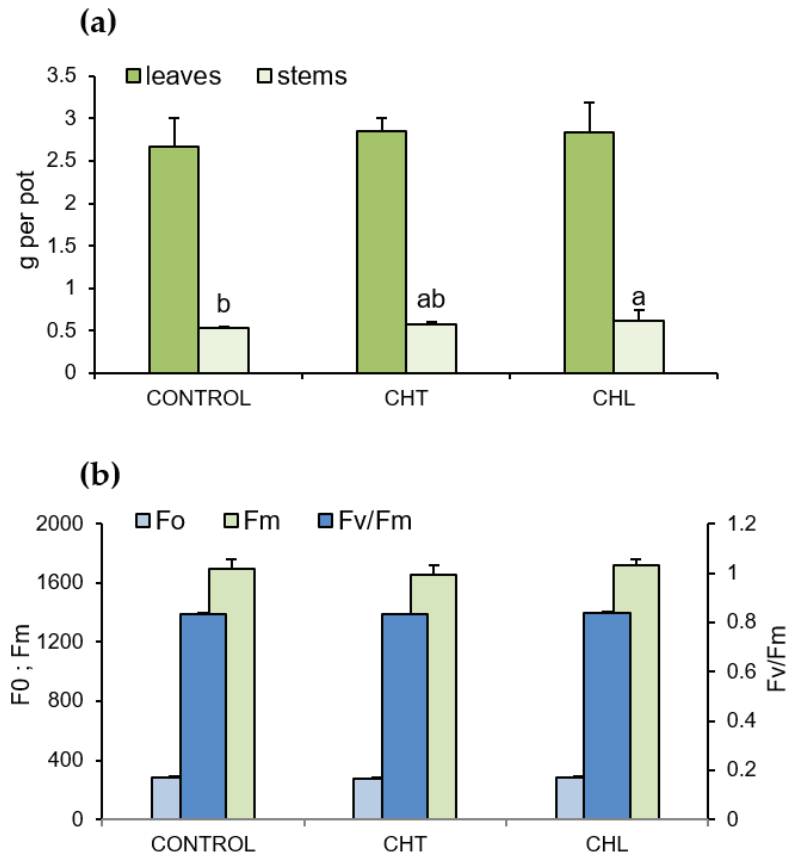 (a)
leaves stems
3.5
3
2.5
2
1.5
1
0.5
0
g per pot
b
ab
a
CONTROL CHT CHL
(b)
Fo Fm Fv/Fm
2000
1600
1200
800
400
0
F0 ; Fm
1.2
1
0.8
0.6
0.4
0.2
0
Fv/Fm
CONTROL CHT CHL